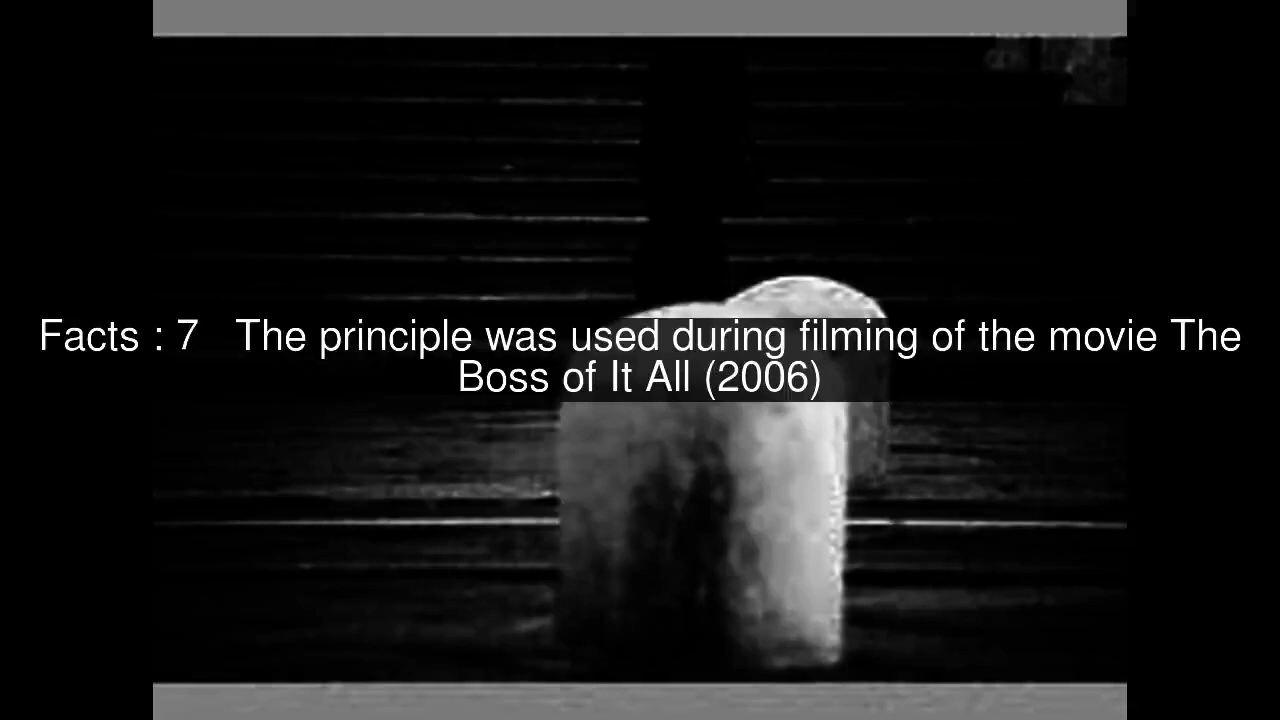 Facts : 7   The principle was used during filming of the movie The
Boss of It All (2006)